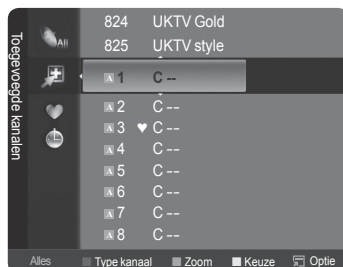 Toegevoegde kanalen
All
824 UKTV Gold
825 UKTV style
A 1 C --
A 2 C --
A 3 ♥ C --
A 4 C --
A 5 C --
A 6 C --
A 7 C --
A 8 C --
Alles Type kanaal Zoom Keuze Optie